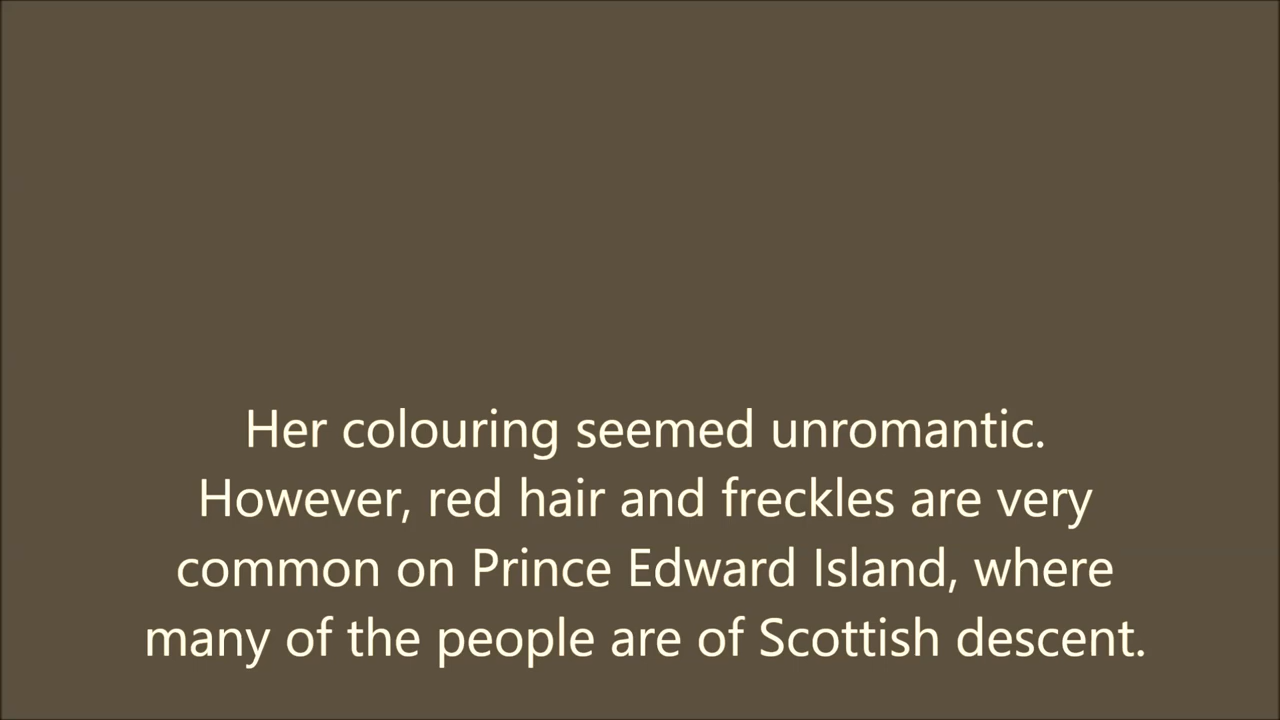 Her colouring seemed unromantic.
However, red hair and freckles are very
common on Prince Edward Island, where
many of the people are of Scottish descent.